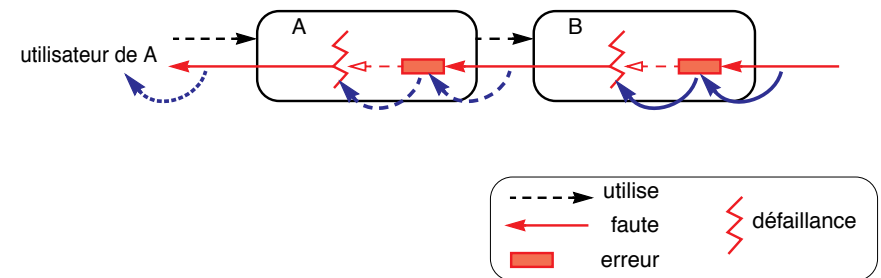 A
B
utilisateur de A
utilise
faute
défaillance
erreur